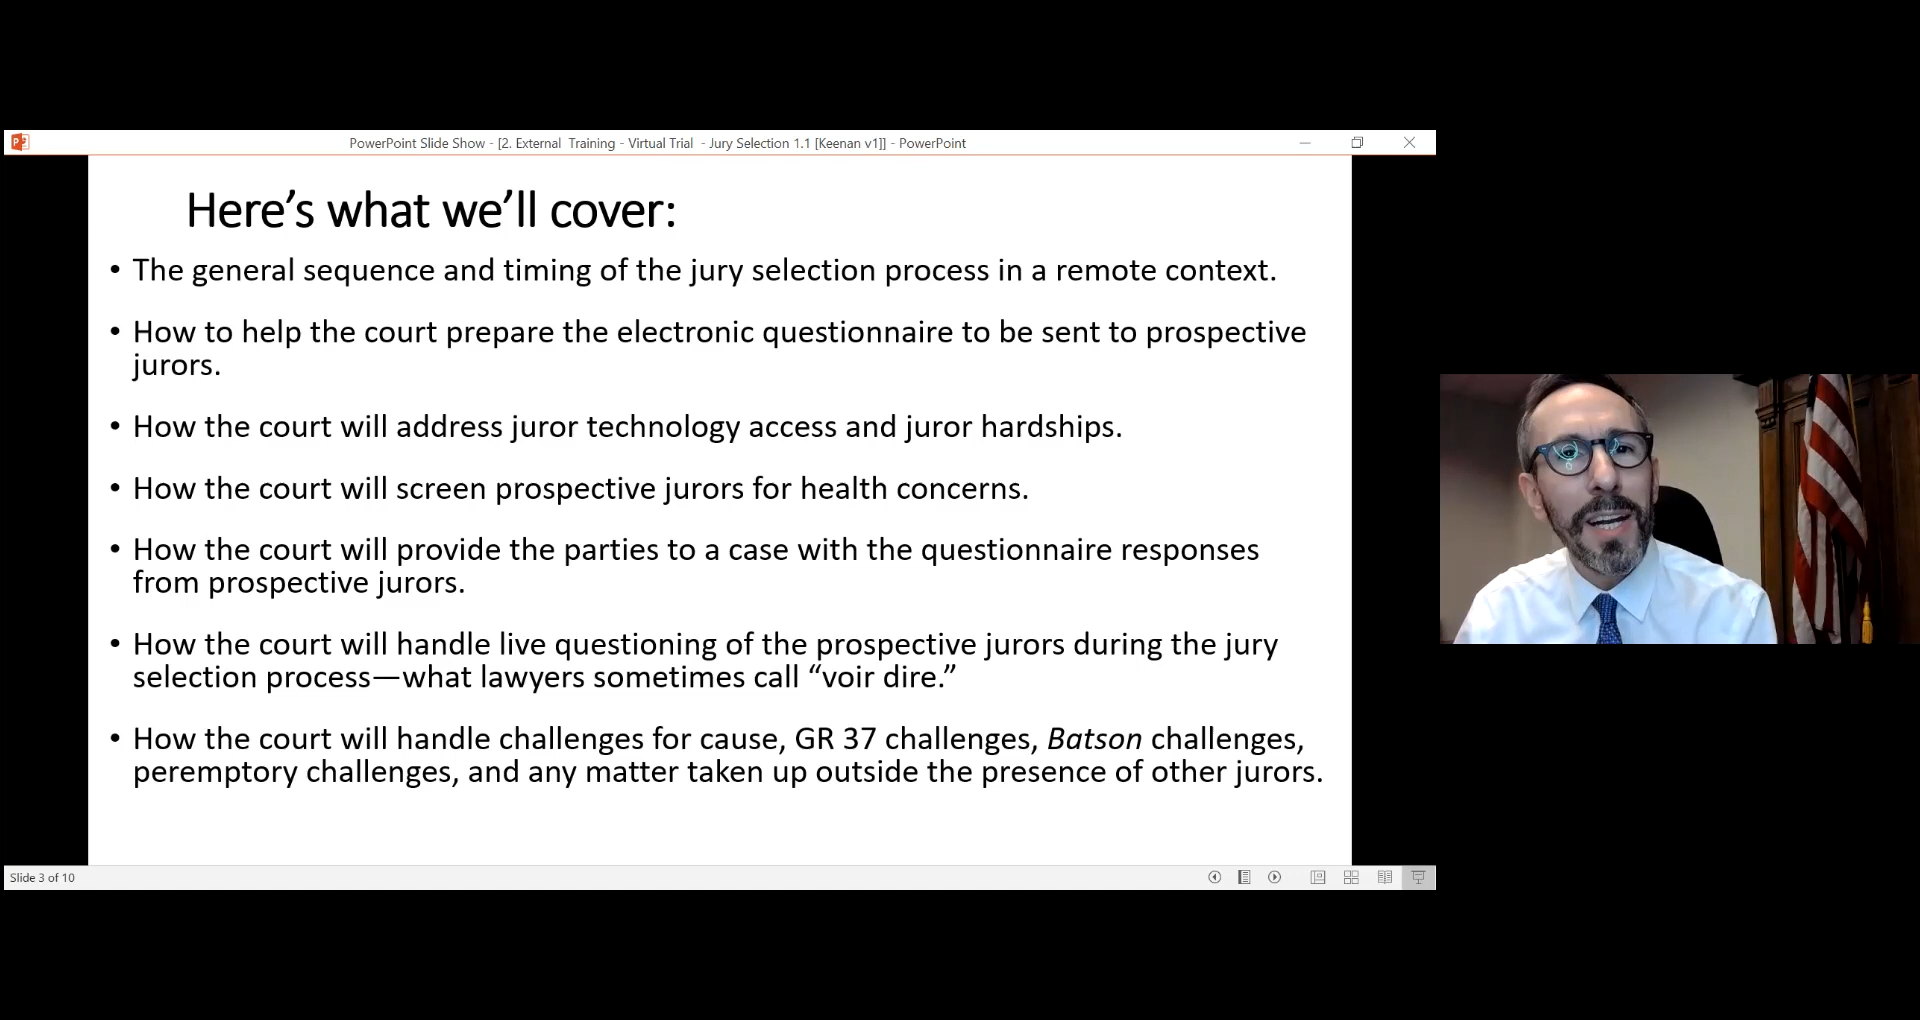 PowerPoint Slide Show - [2. External  Training - Virtual Trial  - Jury Selection 1.1 [Keenan v1]] - PowerPoint
Here’s what we’ll cover:
• The general sequence and timing of the jury selection process in a remote context.
• How to help the court prepare the electronic questionnaire to be sent to prospective
jurors.
• How the court will address juror technology access and juror hardships.
• How the court will screen prospective jurors for health concerns.
• How the court will provide the parties to a case with the questionnaire responses
from prospective jurors.
• How the court will handle live questioning of the prospective jurors during the jury
selection process—what lawyers sometimes call “voir dire.”
• How the court will handle challenges for cause, GR 37 challenges, Batson challenges,
peremptory challenges, and any matter taken up outside the presence of other jurors.
Slide 3 of 10